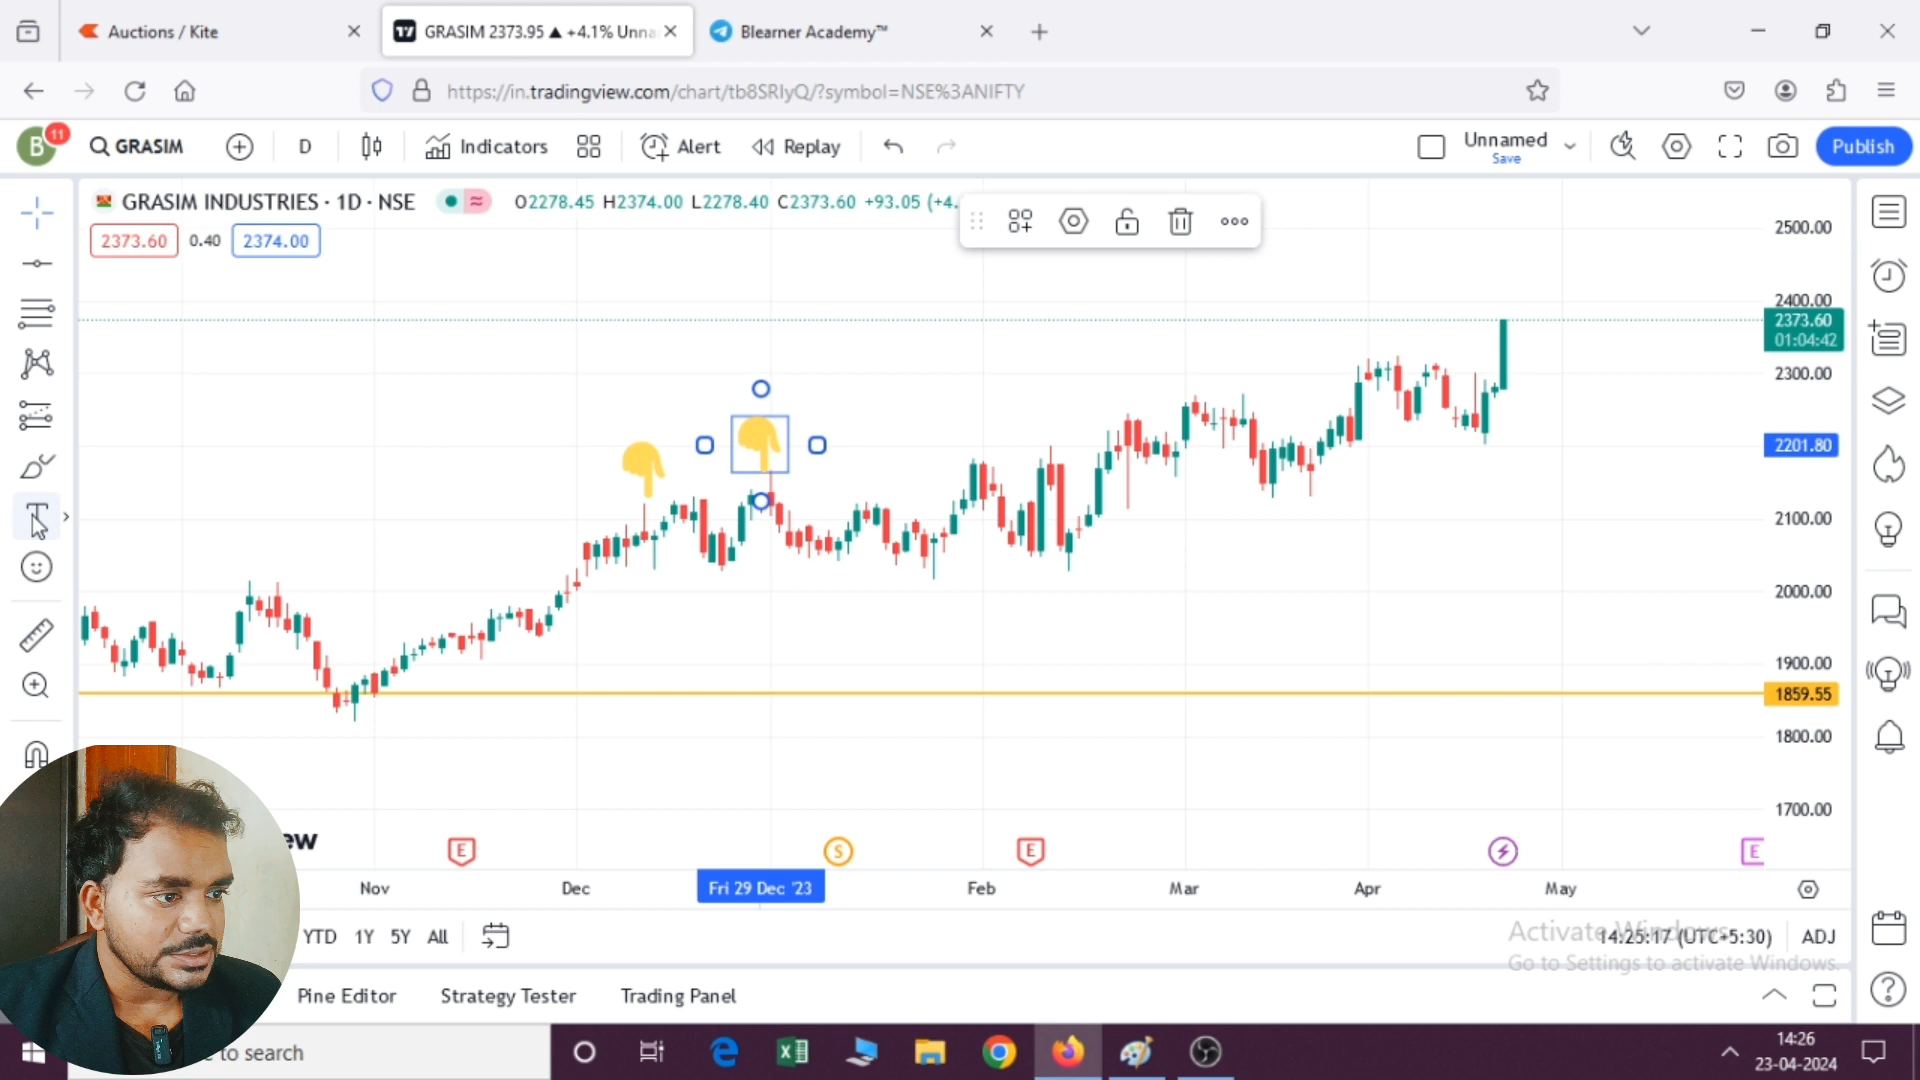 Auctions / Kite
GRASIM 2373.95 ▲ +4.1% Unna
Blearner Academy™
https://in.tradingview.com/chart/tb8SRIyQ/?symbol=NSE%3ANIFTY
B
11
GRASIM
D
Indicators
Alert
Replay
Unnamed
Save
Publish
GRASIM INDUSTRIES · 1D · NSE
O2278.45 H2374.00 L2278.40 C2373.60 +93.05 (+4.
2373.60
0.40
2374.00
2500.00
2400.00
2373.60
01:04:42
2300.00
2201.80
2100.00
2000.00
1900.00
1859.55
1800.00
1700.00
ew
E
S
E
E
Nov
Dec
Fri 29 Dec '23
Feb
Mar
Apr
May
YTD
1Y
5Y
All
14:25:17 (UTC+5:30)
ADJ
Activate Windows
Go to Settings to activate Windows.
Pine Editor
Strategy Tester
Trading Panel
to search
14:26
23-04-2024